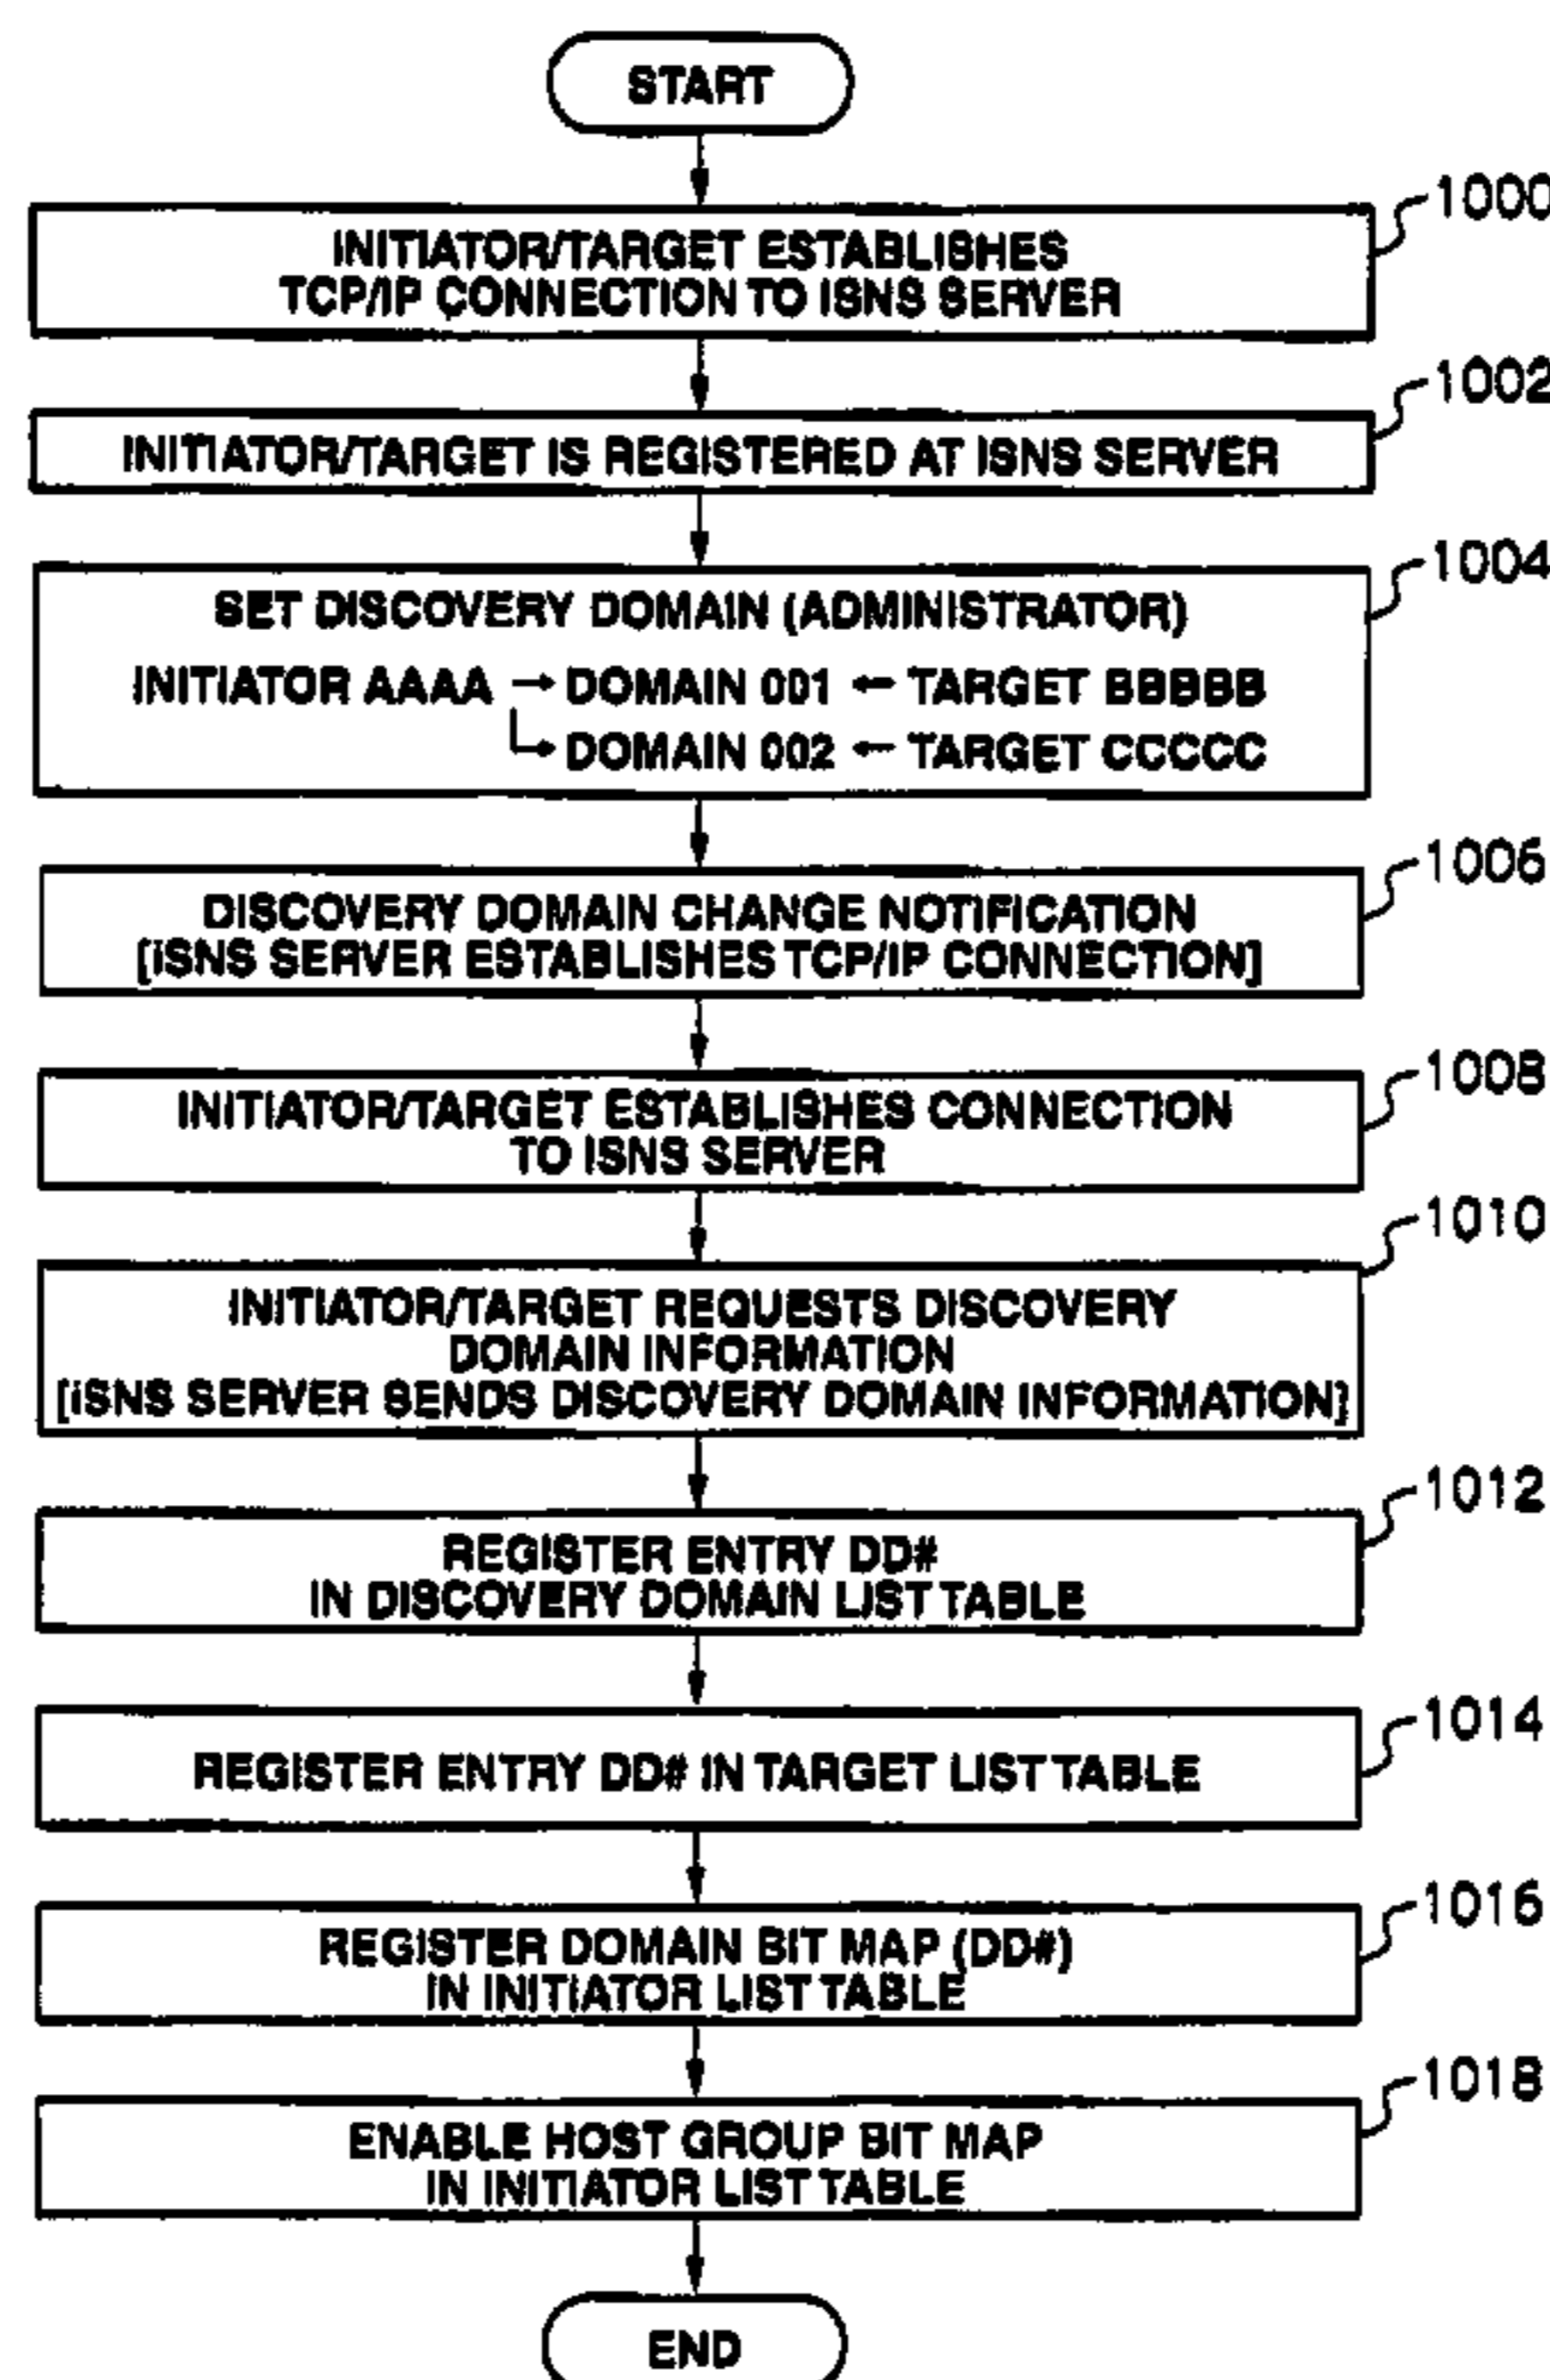 START
1000
INITIATOR/TARGET ESTABLISHES
TCP/IP CONNECTION TO iSNS SERVER
1002
INITIATOR/TARGET IS REGISTERED AT iSNS SERVER
1004
SET DISCOVERY DOMAIN (ADMINISTRATOR)
INITIATOR AAAA → DOMAIN 001 ← TARGET BBBBB
→ DOMAIN 002 ← TARGET CCCCC
1006
DISCOVERY DOMAIN CHANGE NOTIFICATION
[iSNS SERVER ESTABLISHES TCP/IP CONNECTION]
1008
INITIATOR/TARGET ESTABLISHES CONNECTION
TO iSNS SERVER
1010
INITIATOR/TARGET REQUESTS DISCOVERY
DOMAIN INFORMATION
[iSNS SERVER SENDS DISCOVERY DOMAIN INFORMATION]
1012
REGISTER ENTRY DD#
IN DISCOVERY DOMAIN LIST TABLE
1014
REGISTER ENTRY DD# IN TARGET LIST TABLE
1016
REGISTER DOMAIN BIT MAP (DD#)
IN INITIATOR LIST TABLE
1018
ENABLE HOST GROUP BIT MAP
IN INITIATOR LIST TABLE
END